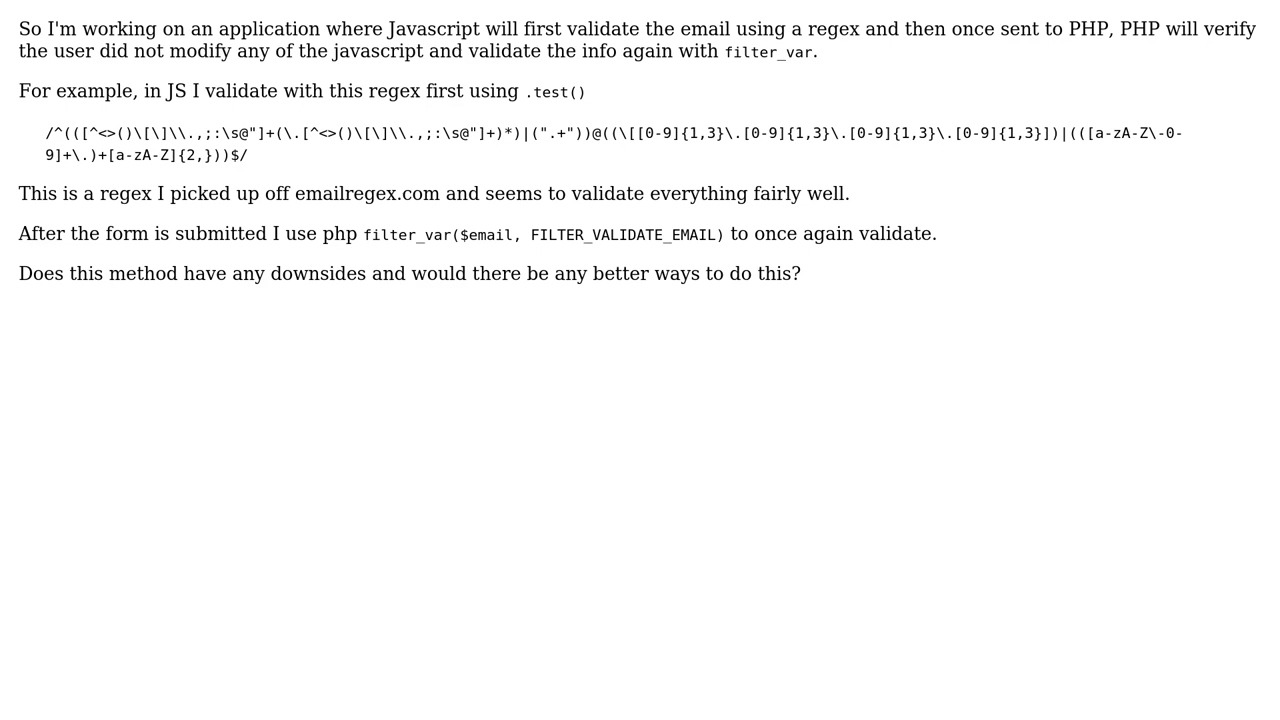 So I'm working on an application where Javascript will first validate the email using a regex and then once sent to PHP, PHP will verify
the user did not modify any of the javascript and validate the info again with filter_var.
For example, in JS I validate with this regex first using .test()
/^(([^<>()\[\]\\.,;:\s@"]+(\.[^<>()\[\]\\.,;:\s@"]+)*)|(".+"))@((\[[0-9]{1,3}\.[0-9]{1,3}\.[0-9]{1,3}\.[0-9]{1,3}])|(([a-zA-Z\-0-
9]+\.)+[a-zA-Z]{2,}))$/
This is a regex I picked up off emailregex.com and seems to validate everything fairly well.
After the form is submitted I use php filter_var($email, FILTER_VALIDATE_EMAIL) to once again validate.
Does this method have any downsides and would there be any better ways to do this?